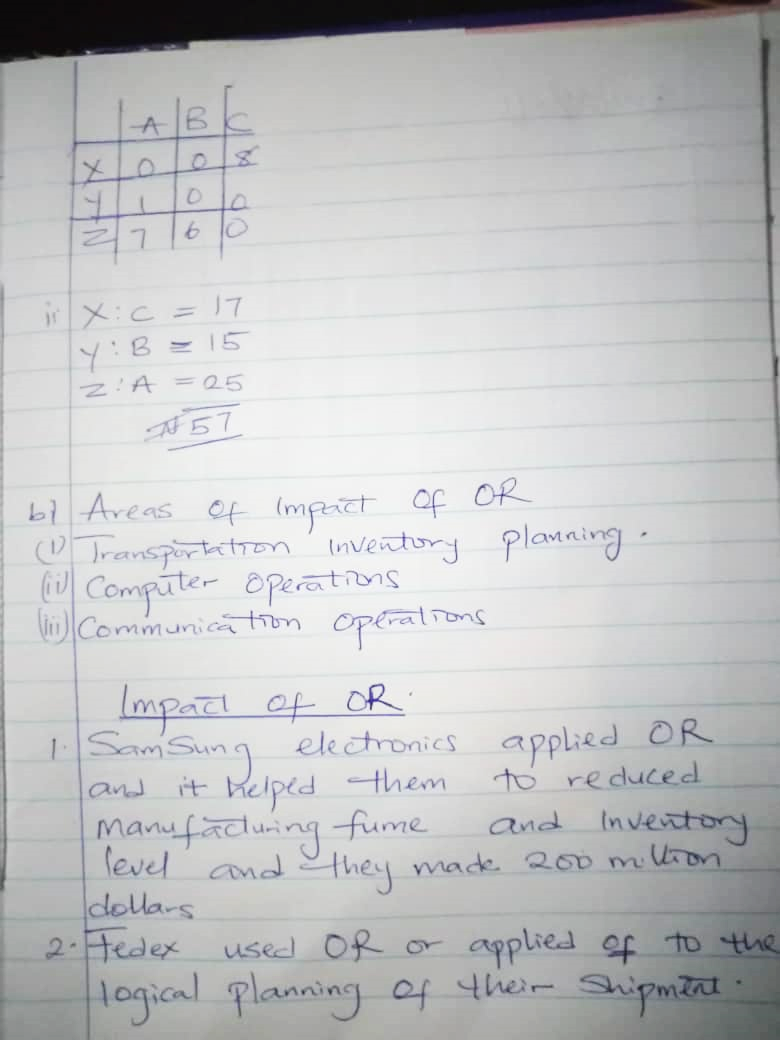 A B C
X 0 0 8
Y 1 0 0
Z 7 6 0
ii X:C = 17
Y:B = 15
Z:A = 25
₦57
b) Areas of Impact of OR
(i) Transportation Inventory planning.
(ii) Computer Operations
(iii) Communication Operations
Impact of OR.
1. Samsung electronics applied OR
and it helped them to reduced
manufacturing fume and Inventory
level and they made 200 million
dollars
2. Fedex used OR or applied of to the
logical planning of their Shipment.